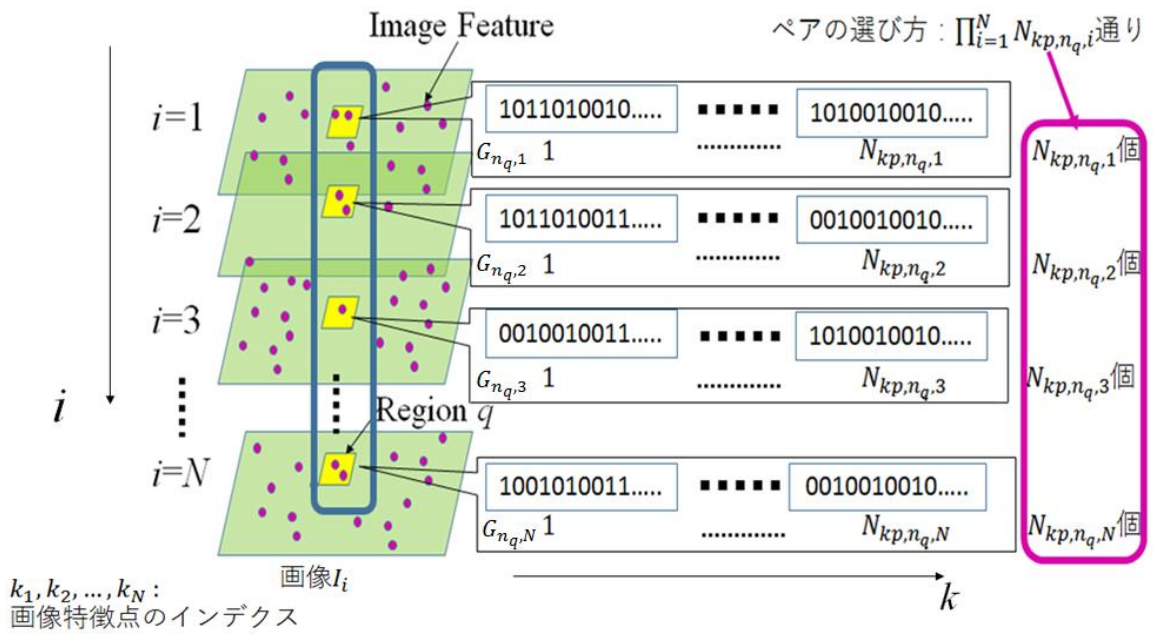 Image Feature
ペアの選び方：∏_{i=1}^{N} N_{kp,n_q,i}通り
i=1
1011010010.....
1010010010.....
G_{n_q,1} 1 N_{kp,n_q,1}
N_{kp,n_q,1}個
i=2
1011010011.....
0010010010.....
G_{n_q,2} 1 N_{kp,n_q,2}
N_{kp,n_q,2}個
i=3
0010010011.....
1010010010.....
G_{n_q,3} 1 N_{kp,n_q,3}
N_{kp,n_q,3}個
i
Region q
i=N
1001010011.....
0010010010.....
G_{n_q,N} 1 N_{kp,n_q,N}
N_{kp,n_q,N}個
画像I_i
k
k_1, k_2, …, k_N :
画像特徴点のインデクス